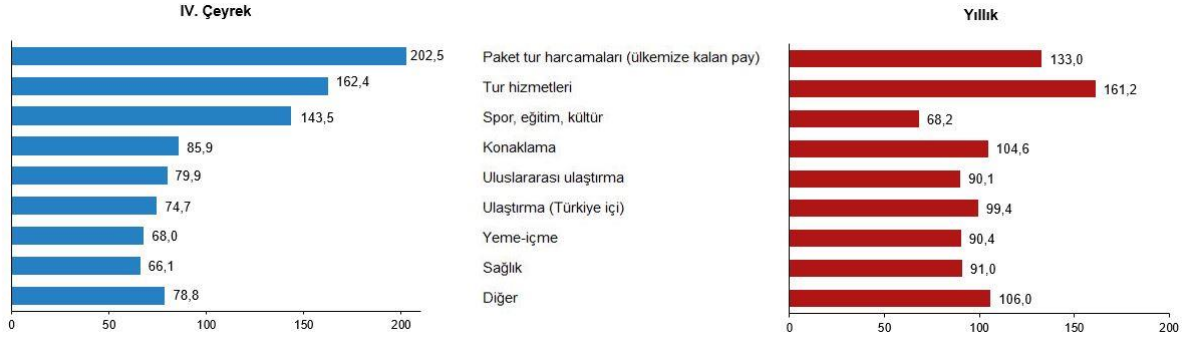 IV. Çeyrek
Yıllık
202,5
Paket tur harcamaları (ülkemize kalan pay)
133,0
162,4
Tur hizmetleri
161,2
143,5
Spor, eğitim, kültür
68,2
85,9
Konaklama
104,6
79,9
Uluslararası ulaştırma
90,1
74,7
Ulaştırma (Türkiye içi)
99,4
68,0
Yeme-içme
90,4
66,1
Sağlık
91,0
78,8
Diğer
106,0
0 50 100 150 200
0 50 100 150 200